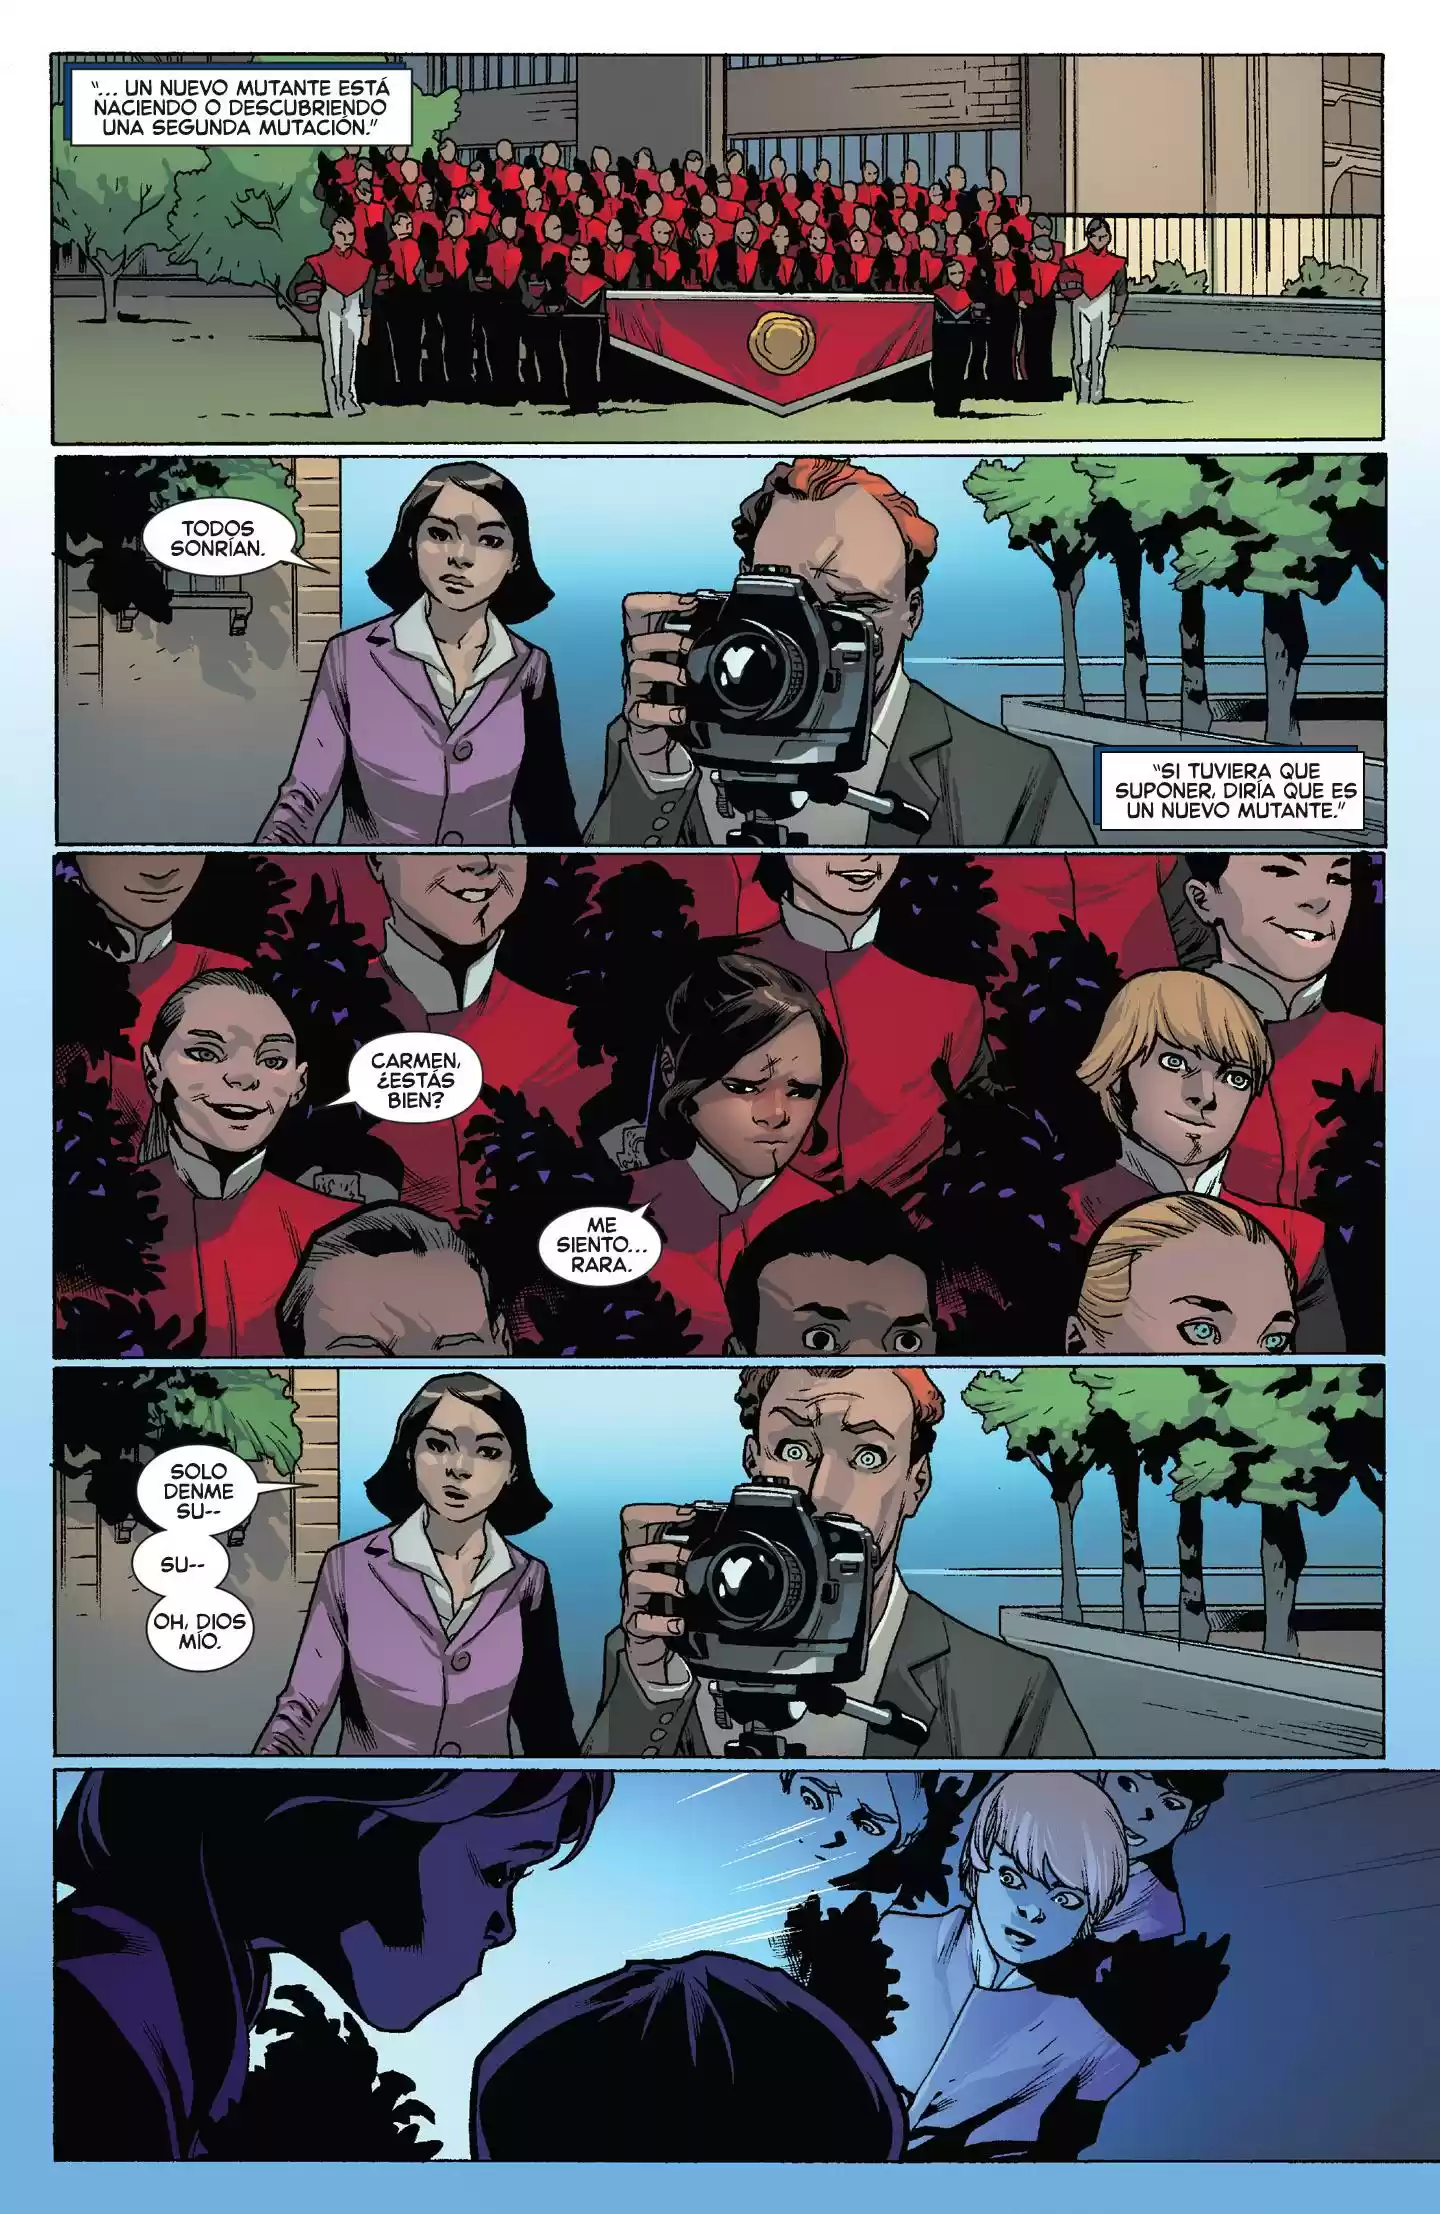 "... UN NUEVO MUTANTE ESTÁ
NACIENDO O DESCUBRIENDO
UNA SEGUNDA MUTACIÓN."
TODOS
SONRÍAN.
"SI TUVIERA QUE
SUPONER, DIRÍA QUE ES
UN NUEVO MUTANTE."
CARMEN,
¿ESTÁS
BIEN?
ME
SIENTO...
RARA.
SOLO
DENME
SU--
SU--
OH, DIOS
MÍO.